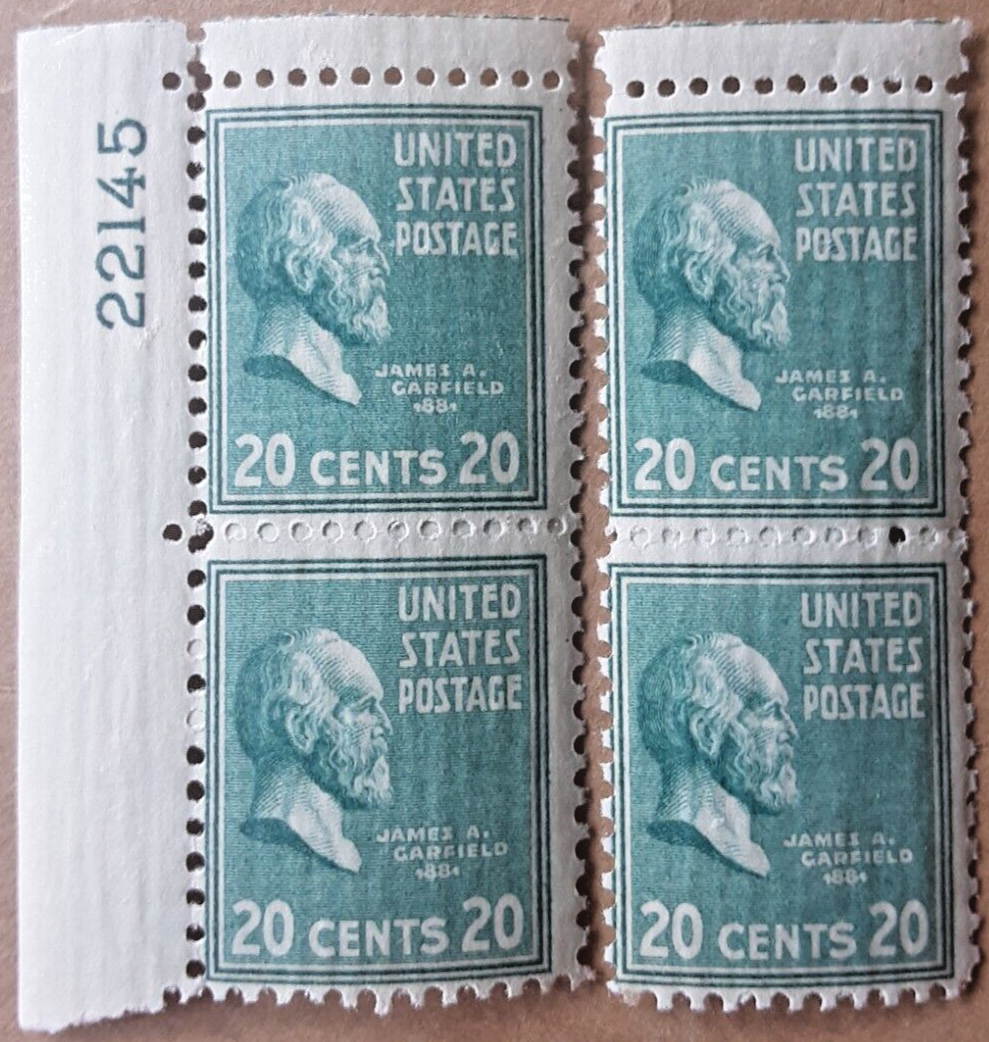 22145
UNITED
STATES
POSTAGE
JAMES A.
GARFIELD
1881
20 CENTS 20
UNITED
STATES
POSTAGE
JAMES A.
GARFIELD
1881
20 CENTS 20
UNITED
STATES
POSTAGE
JAMES A.
GARFIELD
1881
20 CENTS 20
UNITED
STATES
POSTAGE
JAMES A.
GARFIELD
1881
20 CENTS 20